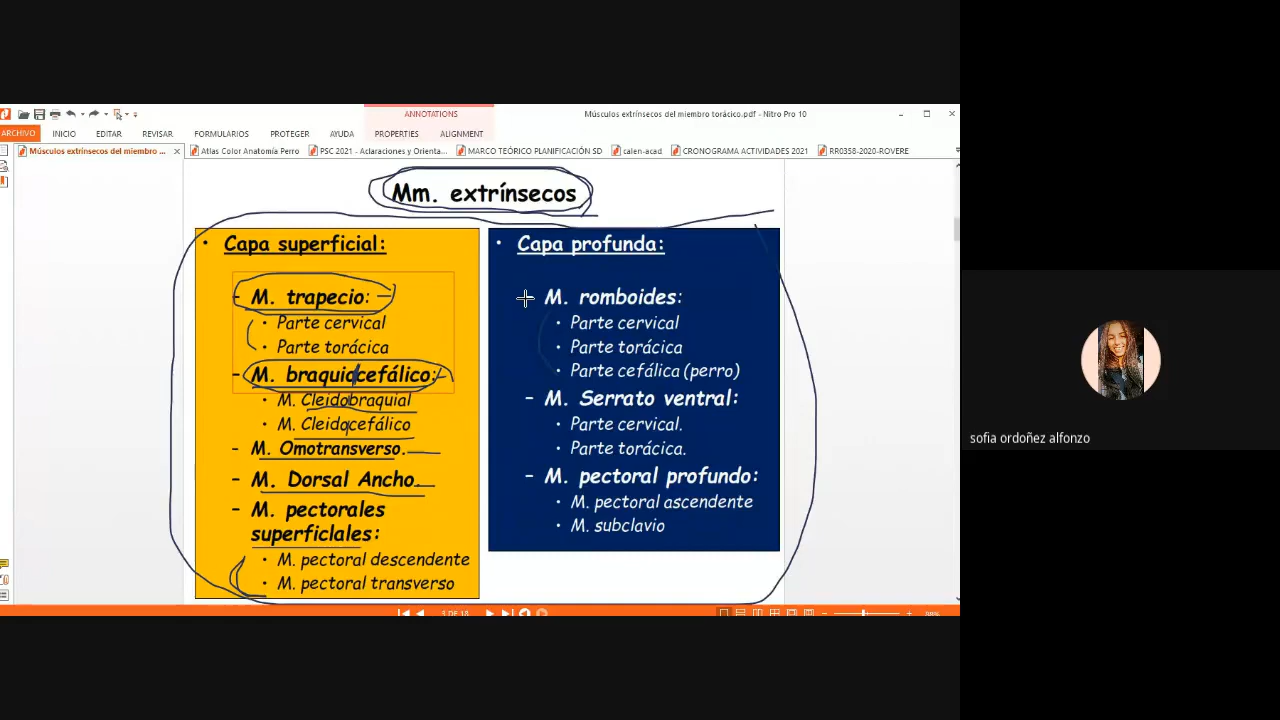 ANNOTATIONS
Músculos extrínsecos del miembro torácico.pdf - Nitro Pro 10
ARCHIVO INICIO EDITAR REVISAR FORMULARIOS PROTEGER AYUDA PROPERTIES ALIGNMENT
Músculos extrínsecos del miembro ... × Atlas Color Anatomía Perro PSC 2021 - Aclaraciones y Orienta... MARCO TEÓRICO PLANIFICACIÓN SD calen-acad CRONOGRAMA ACTIVIDADES 2021 RR0358-2020-ROVERE
Mm. extrínsecos
• Capa superficial:
- M. trapecio:
• Parte cervical
• Parte torácica
- M. braquiocefálico:
• M. Cleidobraquial
• M. Cleidocefálico
- M. Omotransverso.
- M. Dorsal Ancho.
- M. pectorales
superficlales:
• M. pectoral descendente
• M. pectoral transverso
• Capa profunda:
M. romboides:
• Parte cervical
• Parte torácica
• Parte cefálica (perro)
- M. Serrato ventral:
• Parte cervical.
• Parte torácica.
- M. pectoral profundo:
• M. pectoral ascendente
• M. subclavio
3 DE 18
sofia ordoñez alfonzo